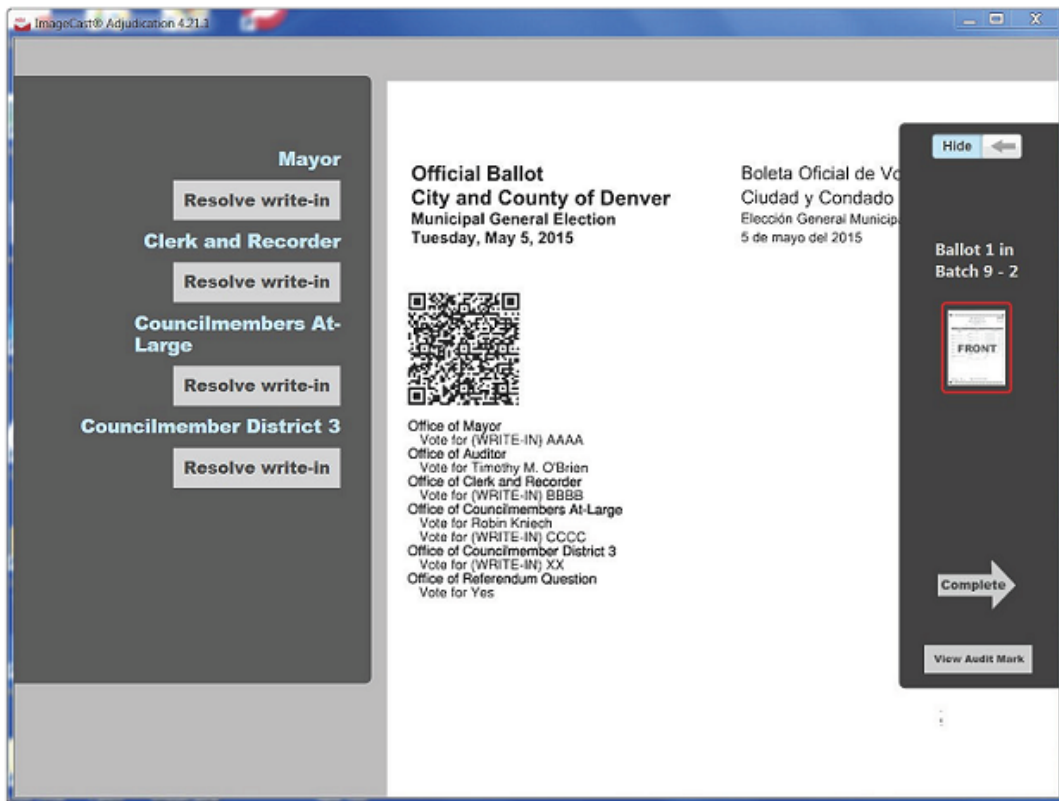 ImageCast® Adjudication 4.21.1
Mayor
Resolve write-in
Clerk and Recorder
Resolve write-in
Councilmembers At-
Large
Resolve write-in
Councilmember District 3
Resolve write-in
Official Ballot
City and County of Denver
Municipal General Election
Tuesday, May 5, 2015
Boleta Oficial de Vo
Ciudad y Condado
Elección General Municip
5 de mayo del 2015
Office of Mayor
Vote for (WRITE-IN) AAAA
Office of Auditor
Vote for Timothy M. O'Brien
Office of Clerk and Recorder
Vote for (WRITE-IN) BBBB
Office of Councilmembers At-Large
Vote for Robin Kniech
Vote for (WRITE-IN) CCCC
Office of Councilmember District 3
Vote for (WRITE-IN) XX
Office of Referendum Question
Vote for Yes
Hide
Ballot 1 in
Batch 9 - 2
FRONT
Complete
View Audit Mark